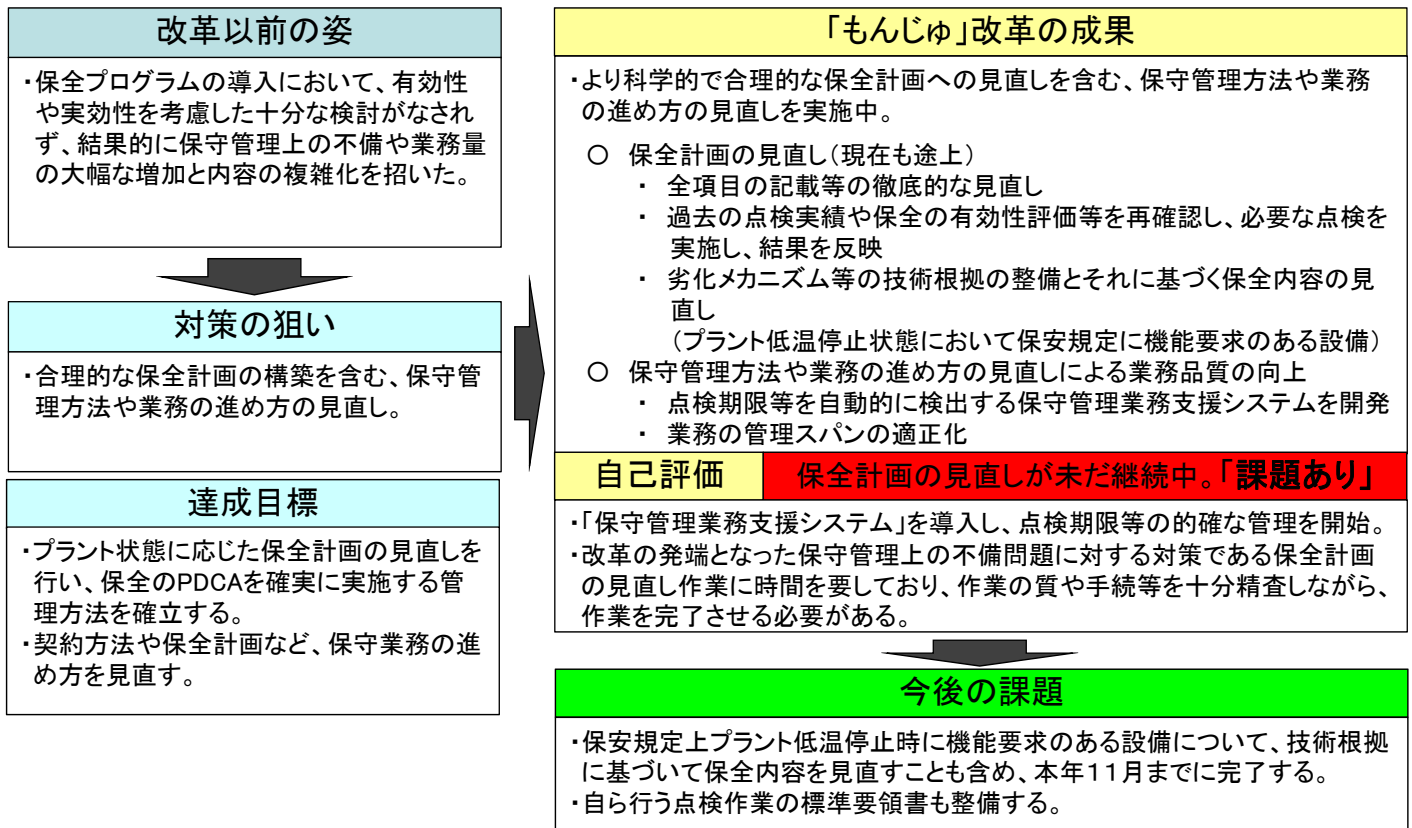 改革以前の姿
・保全プログラムの導入において、有効性
や実効性を考慮した十分な検討がなされ
ず、結果的に保守管理上の不備や業務量
の大幅な増加と内容の複雑化を招いた。
対策の狙い
・合理的な保全計画の構築を含む、保守管
理方法や業務の進め方の見直し。
達成目標
・プラント状態に応じた保全計画の見直しを
行い、保全のPDCAを確実に実施する管
理方法を確立する。
・契約方法や保全計画など、保守業務の進
め方を見直す。
「もんじゅ」改革の成果
・より科学的で合理的な保全計画への見直しを含む、保守管理方法や業務
の進め方の見直しを実施中。
○ 保全計画の見直し（現在も途上）
・ 全項目の記載等の徹底的な見直し
・ 過去の点検実績や保全の有効性評価等を再確認し、必要な点検を
実施し、結果を反映
・ 劣化メカニズム等の技術根拠の整備とそれに基づく保全内容の見
直し
（プラント低温停止状態において保安規定に機能要求のある設備）
○ 保守管理方法や業務の進め方の見直しによる業務品質の向上
・ 点検期限等を自動的に検出する保守管理業務支援システムを開発
・ 業務の管理スパンの適正化
自己評価
保全計画の見直しが未だ継続中。「課題あり」
・「保守管理業務支援システム」を導入し、点検期限等の的確な管理を開始。
・改革の発端となった保守管理上の不備問題に対する対策である保全計画
の見直し作業に時間を要しており、作業の質や手続等を十分精査しながら、
作業を完了させる必要がある。
今後の課題
・保安規定上プラント低温停止時に機能要求のある設備について、技術根拠
に基づいて保全内容を見直すことも含め、本年１１月までに完了する。
・自ら行う点検作業の標準要領書も整備する。